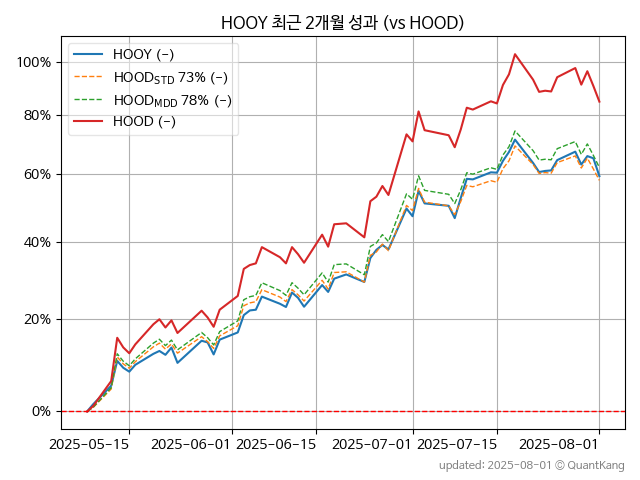 HOOY 최근 2개월 성과 (vs HOOD)
HOOY (-)
HOOD_STD 73% (-)
HOOD_MDD 78% (-)
HOOD (-)
100%
80%
60%
40%
20%
0%
2025-05-15
2025-06-01
2025-06-15
2025-07-01
2025-07-15
2025-08-01
updated: 2025-08-01 © QuantKang